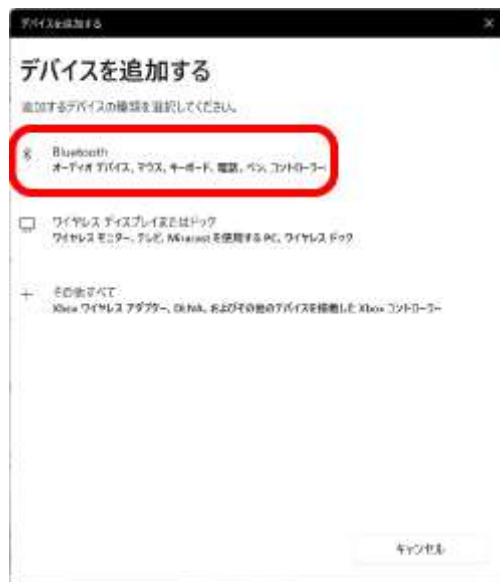 デバイスを追加する
デバイスを追加する
追加するデバイスの種類を選択してください。
Bluetooth
オーディオ デバイス、マウス、キーボード、電話、ペン、コントローラー
ワイヤレス ディスプレイまたはドック
ワイヤレス モニター、テレビ、Miracast を使用する PC、ワイヤレス ドック
その他すべて
Xbox ワイヤレス アダプター、DLNA、およびその他のデバイスを搭載した Xbox コントローラー
キャンセル